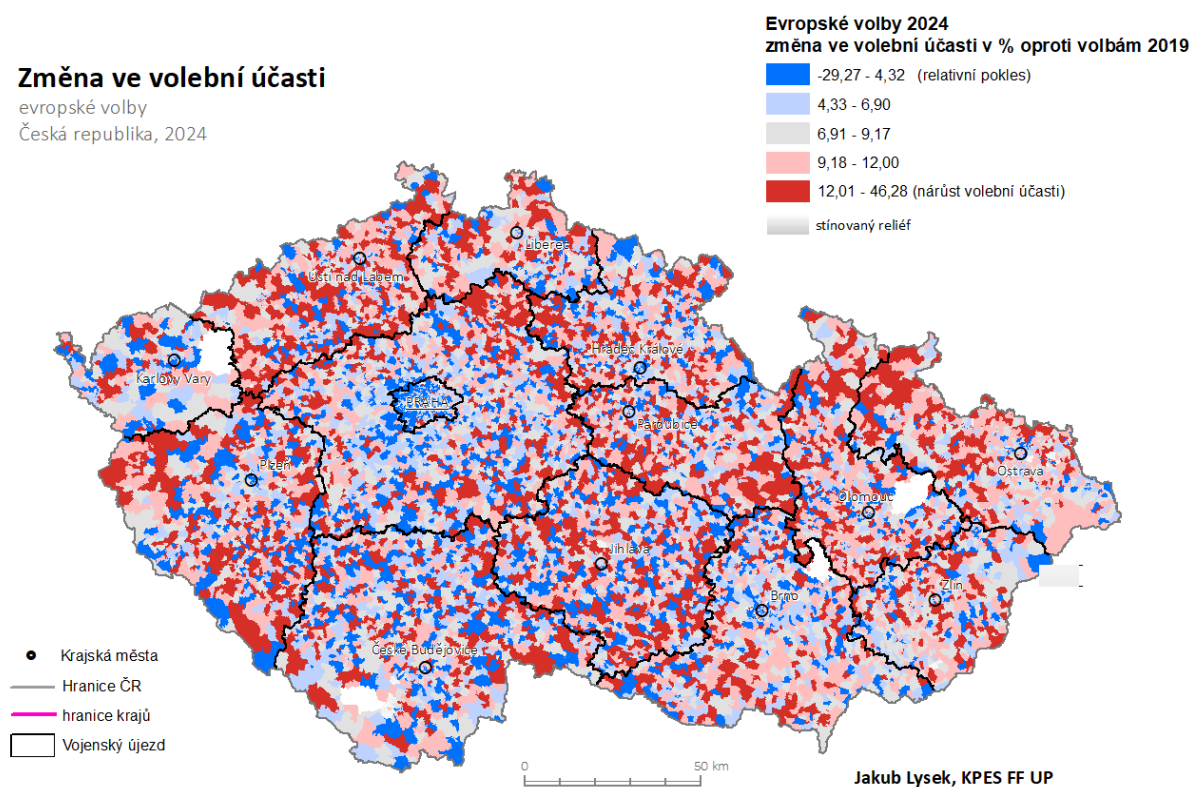 Změna ve volební účasti
evropské volby
Česká republika, 2024
Evropské volby 2024
změna ve volební účasti v % oproti volbám 2019
-29,27 - 4,32 (relativní pokles)
4,33 - 6,90
6,91 - 9,17
9,18 - 12,00
12,01 - 46,28 (nárůst volební účasti)
stínovaný reliéf
Liberec
Ústí nad Labem
Hradec Králové
Karlovy Vary
PRAHA
Pardubice
Plzeň
Ostrava
Olomouc
Jihlava
Zlín
Brno
České Budějovice
Krajská města
Hranice ČR
hranice krajů
Vojenský újezd
0 50 km
Jakub Lysek, KPES FF UP